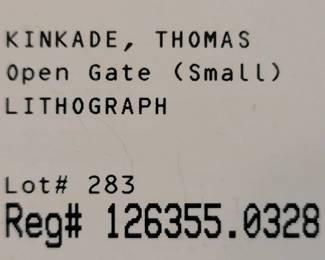 KINKADE, THOMAS
Open Gate (Small)
LITHOGRAPH
Lot# 283
Reg# 126355.0328